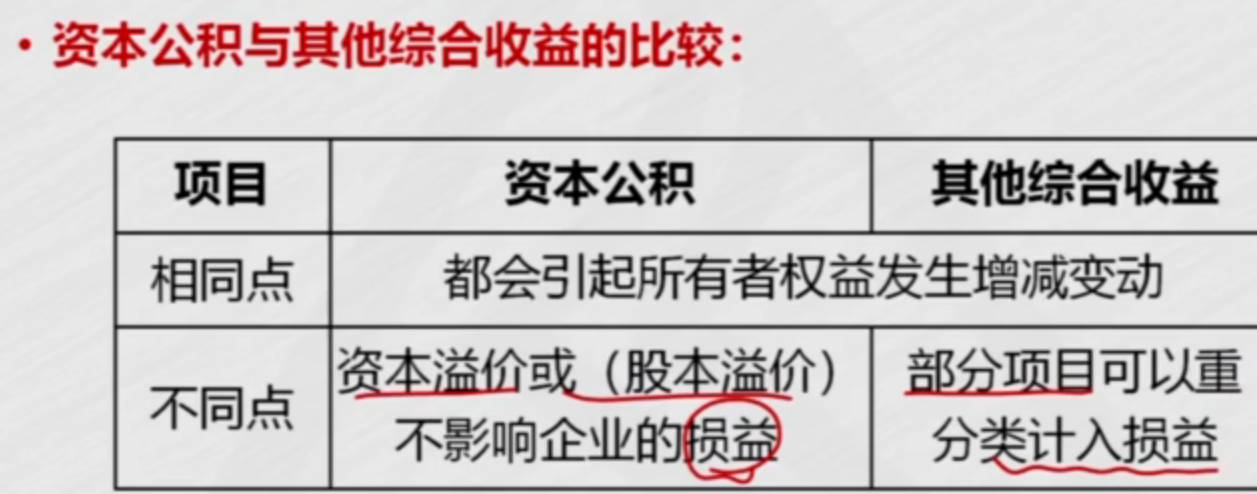 • 资本公积与其他综合收益的比较：
项目 资本公积 其他综合收益
相同点 都会引起所有者权益发生增减变动
不同点
资本溢价或（股本溢价）
不影响企业的损益
部分项目可以重
分类计入损益